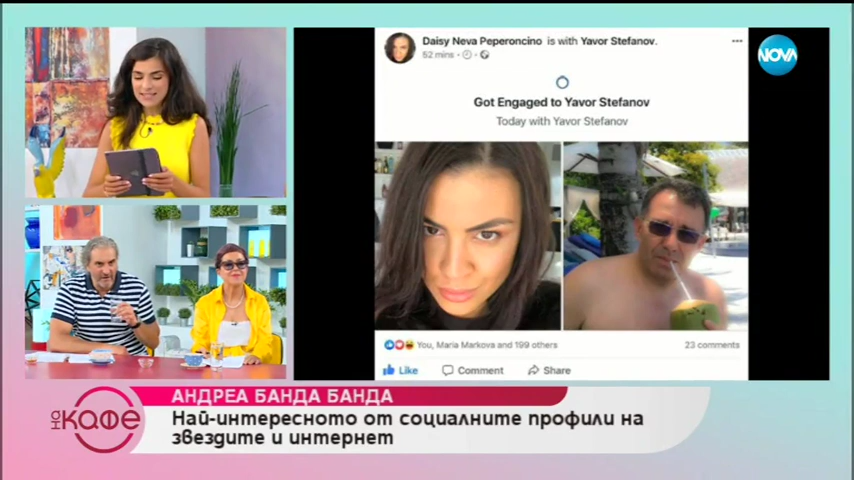 Daisy Neva Peperoncino is with Yavor Stefanov.
52 mins
NOVA
Got Engaged to Yavor Stefanov
Today with Yavor Stefanov
You, Maria Markova and 199 others
23 comments
Like
Comment
Share
на КАФЕ
АНДРЕА БАНДА БАНДА
Най-интересното от социалните профили на
звездите и интернет